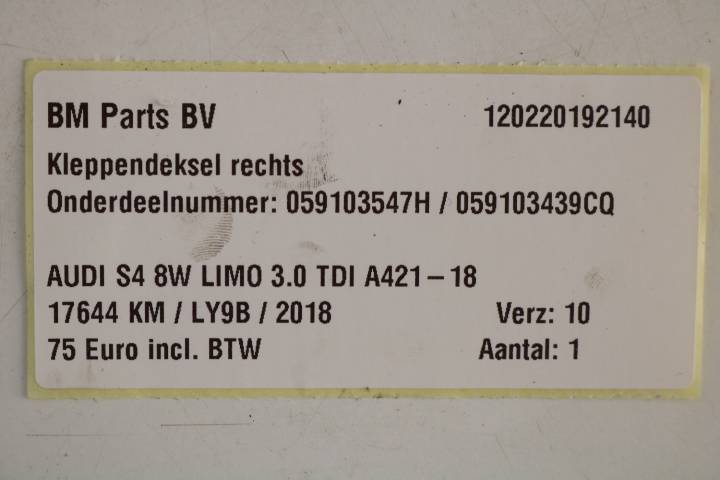 BM Parts BV 120220192140
Kleppendeksel rechts
Onderdeelnummer: 059103547H / 059103439CQ
AUDI S4 8W LIMO 3.0 TDI A421-18
17644 KM / LY9B / 2018 Verz: 10
75 Euro incl. BTW Aantal: 1